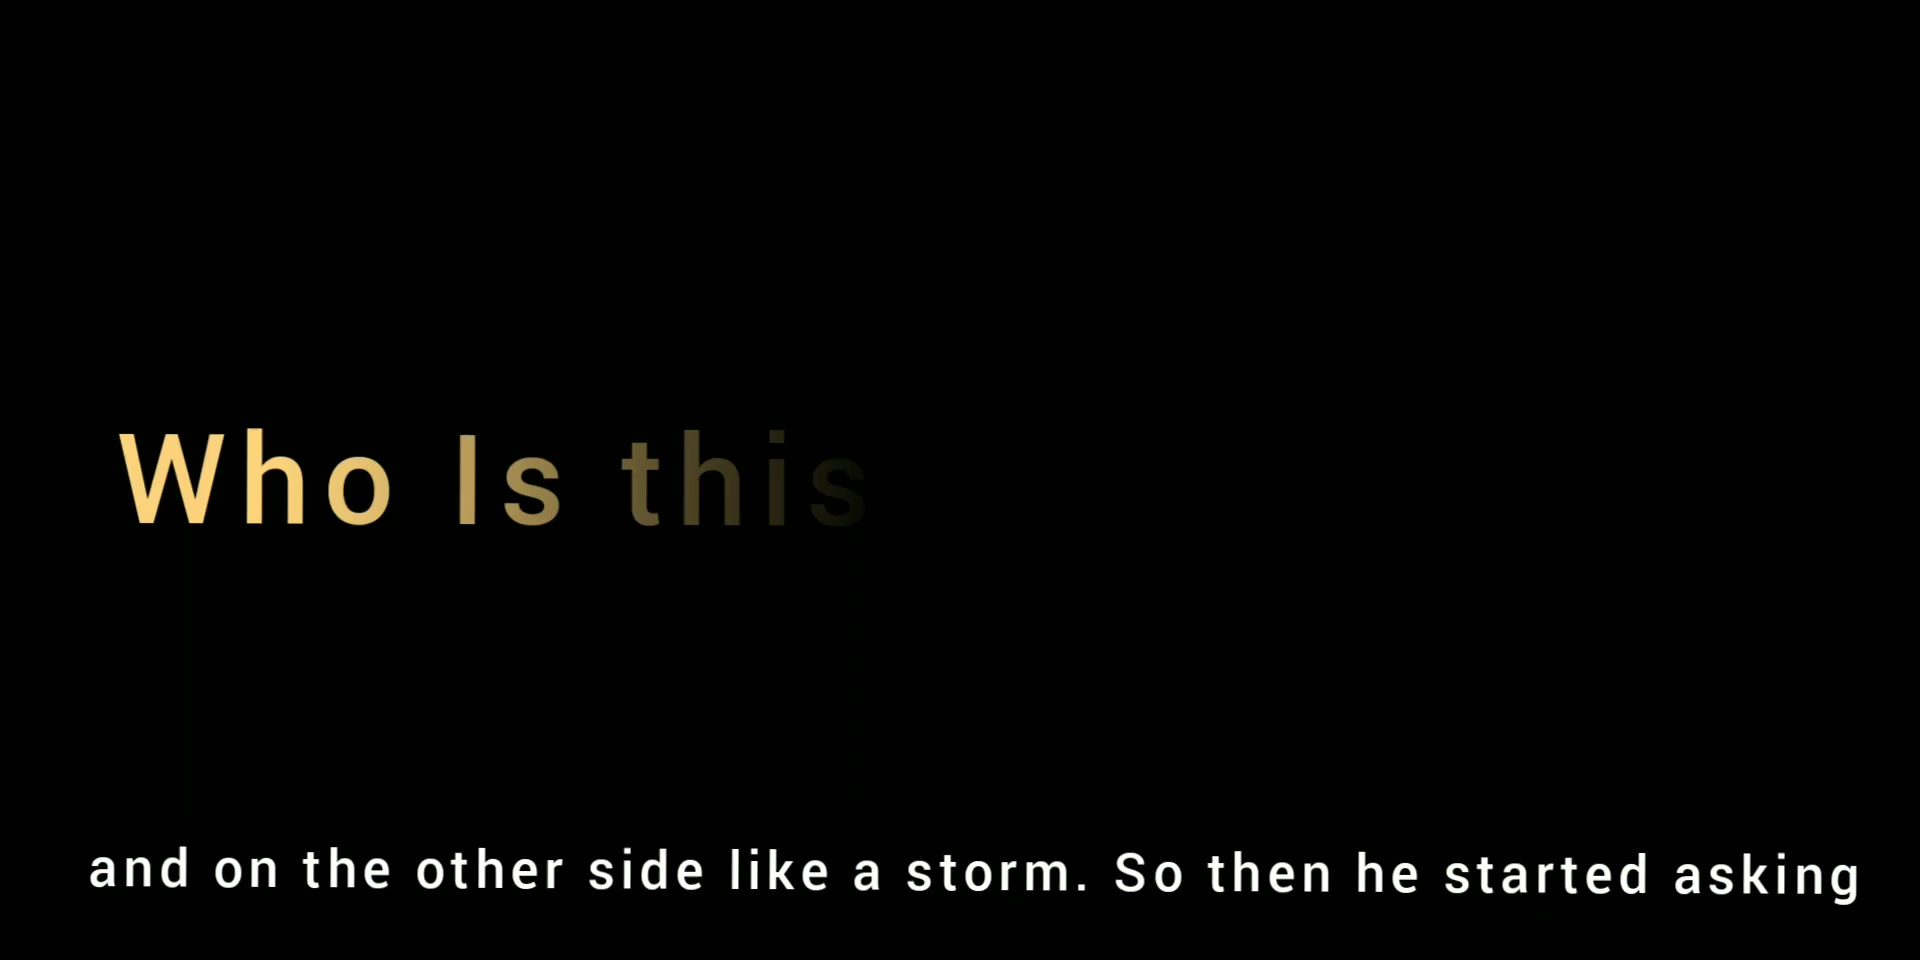 Who Is this
and on the other side like a storm. So then he started asking